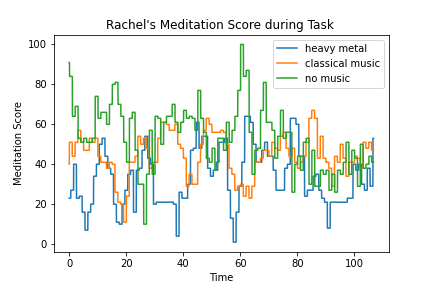 Rachel's Meditation Score during Task
heavy metal
classical music
no music
Meditation Score
100
80
60
40
20
0
0 20 40 60 80 100
Time